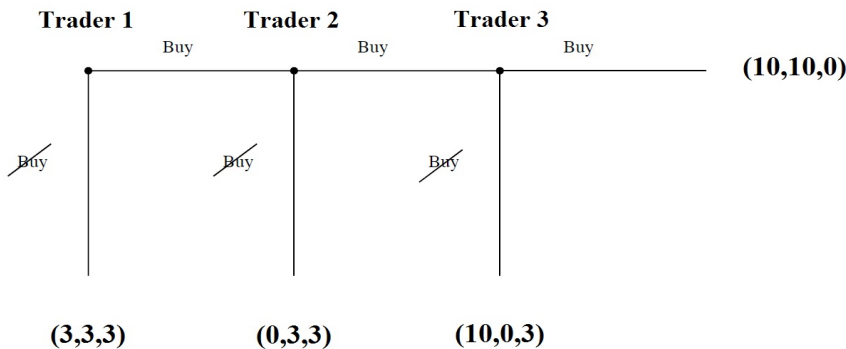 Trader 1 Trader 2 Trader 3
Buy Buy Buy
(10,10,0)
Buy Buy Buy
(3,3,3) (0,3,3) (10,0,3)